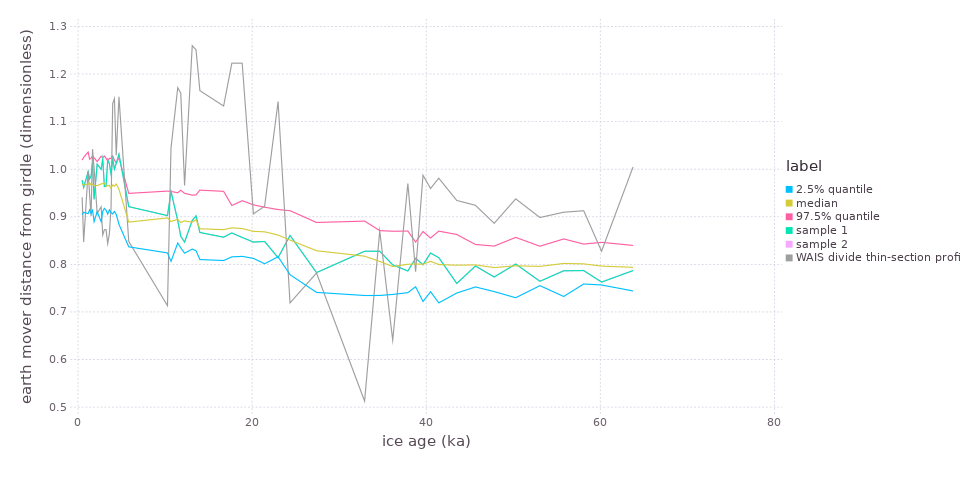 1.3
1.2
1.1
1.0
0.9
0.8
0.7
0.6
0.5
earth mover distance from girdle (dimensionless)
0
20
40
60
80
ice age (ka)
label
2.5% quantile
median
97.5% quantile
sample 1
sample 2
WAIS divide thin-section profi